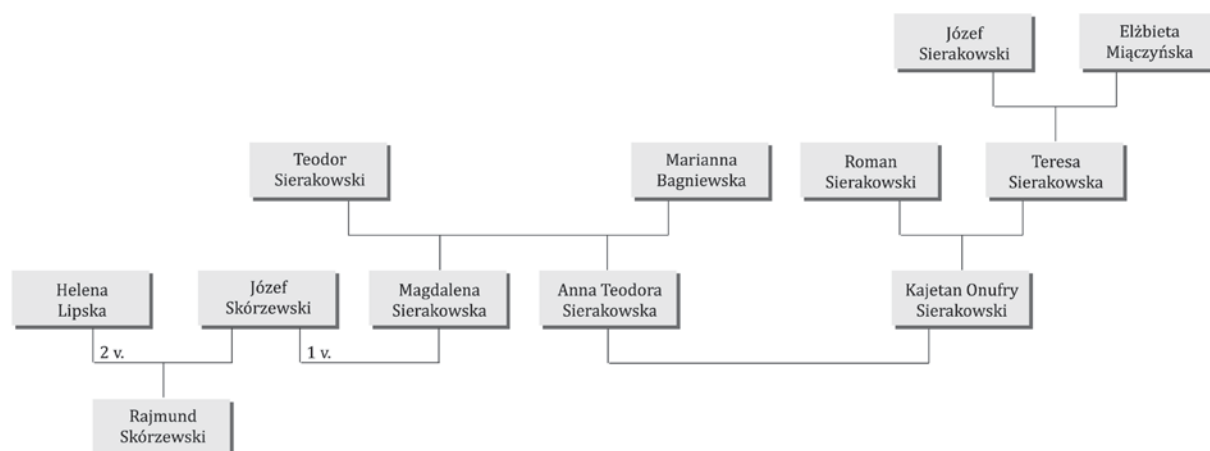 Józef
Sierakowski
Elżbieta
Miączyńska
Teodor
Sierakowski
Marianna
Bagniewska
Roman
Sierakowski
Teresa
Sierakowska
Helena
Lipska
Józef
Skórzewski
Magdalena
Sierakowska
Anna Teodora
Sierakowska
Kajetan Onufry
Sierakowski
2 v.
1 v.
Rajmund
Skórzewski